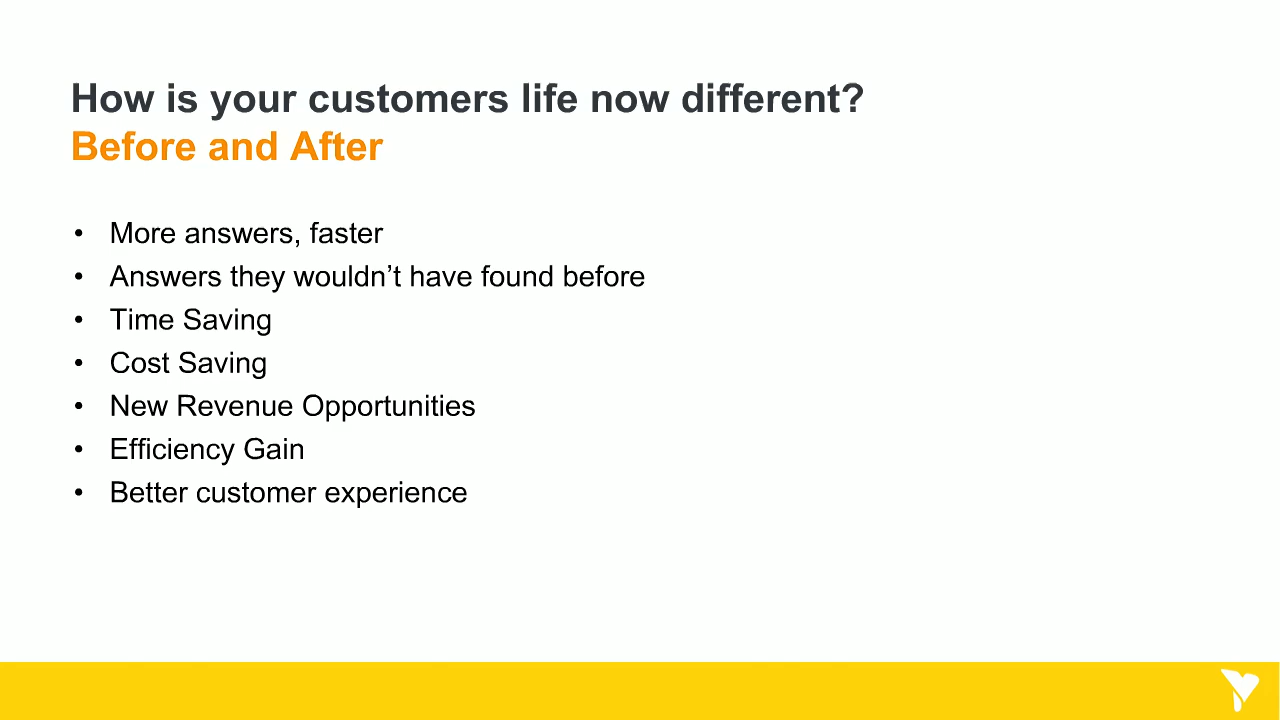 How is your customers life now different?
Before and After
• More answers, faster
• Answers they wouldn’t have found before
• Time Saving
• Cost Saving
• New Revenue Opportunities
• Efficiency Gain
• Better customer experience